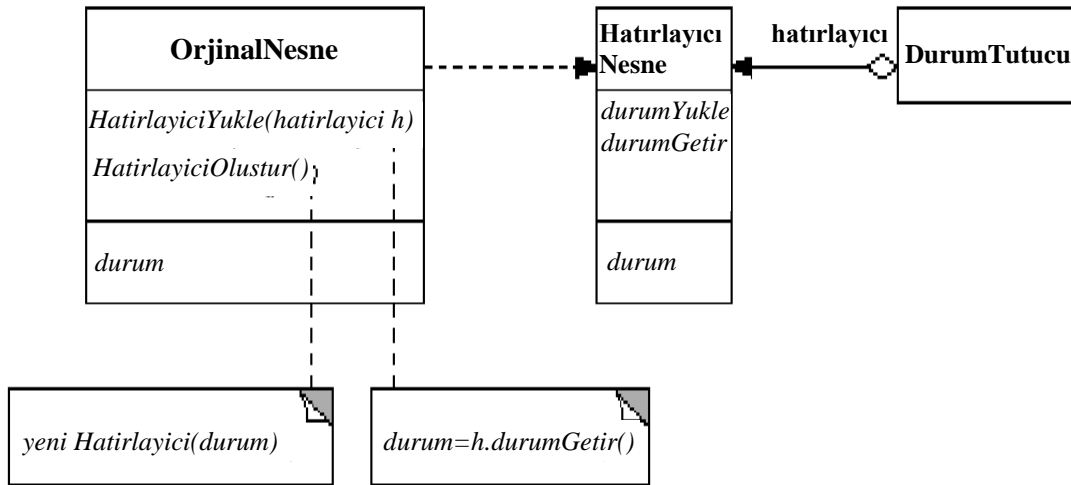 OrjinalNesne
HatirlayiciYukle(hatirlayici h)
HatirlayiciOlustur()
durum
Hatırlayıcı
Nesne
durumYukle
durumGetir
durum
hatırlayıcı
DurumTutucu
yeni Hatirlayici(durum)
durum=h.durumGetir()